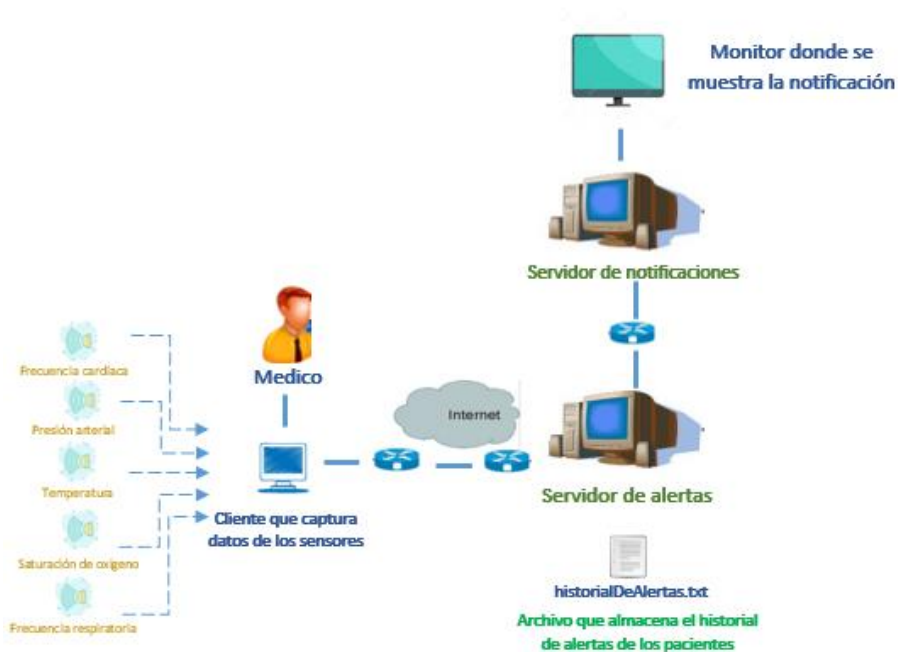 Monitor donde se
muestra la notificación
Servidor de notificaciones
Medico
Frecuencia cardíaca
Presión arterial
Internet
Temperatura
Servidor de alertas
Cliente que captura
datos de los sensores
Saturación de oxigeno
historialDeAlertas.txt
Frecuencia respiratoria
Archivo que almacena el historial
de alertas de los pacientes